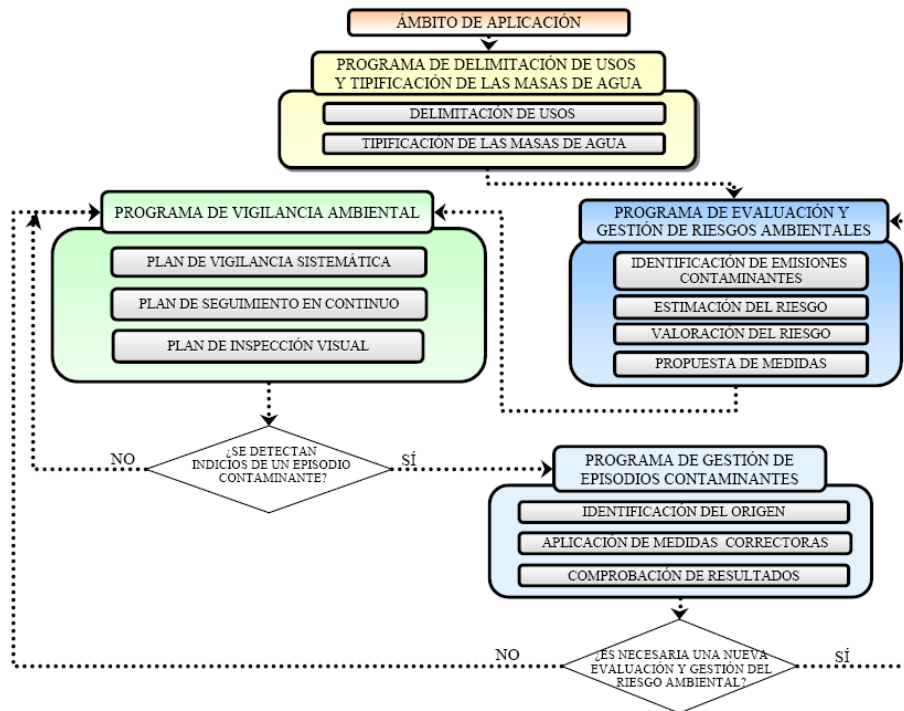 ÁMBITO DE APLICACIÓN
PROGRAMA DE DELIMITACIÓN DE USOS
Y TIPIFICACIÓN DE LAS MASAS DE AGUA
DELIMITACIÓN DE USOS
TIPIFICACIÓN DE LAS MASAS DE AGUA
PROGRAMA DE VIGILANCIA AMBIENTAL
PLAN DE VIGILANCIA SISTEMÁTICA
PLAN DE SEGUIMIENTO EN CONTINUO
PLAN DE INSPECCIÓN VISUAL
PROGRAMA DE EVALUACIÓN Y
GESTIÓN DE RIESGOS AMBIENTALES
IDENTIFICACIÓN DE EMISIONES
CONTAMINANTES
ESTIMACIÓN DEL RIESGO
VALORACIÓN DEL RIESGO
PROPUESTA DE MEDIDAS
NO
¿SE DETECTAN
INDICIOS DE UN EPISODIO
CONTAMINANTE?
SÍ
PROGRAMA DE GESTIÓN DE
EPISODIOS CONTAMINANTES
IDENTIFICACIÓN DEL ORIGEN
APLICACIÓN DE MEDIDAS CORRECTORAS
COMPROBACIÓN DE RESULTADOS
NO
¿ES NECESARIA UNA NUEVA
EVALUACIÓN Y GESTIÓN DEL
RIESGO AMBIENTAL?
SÍ